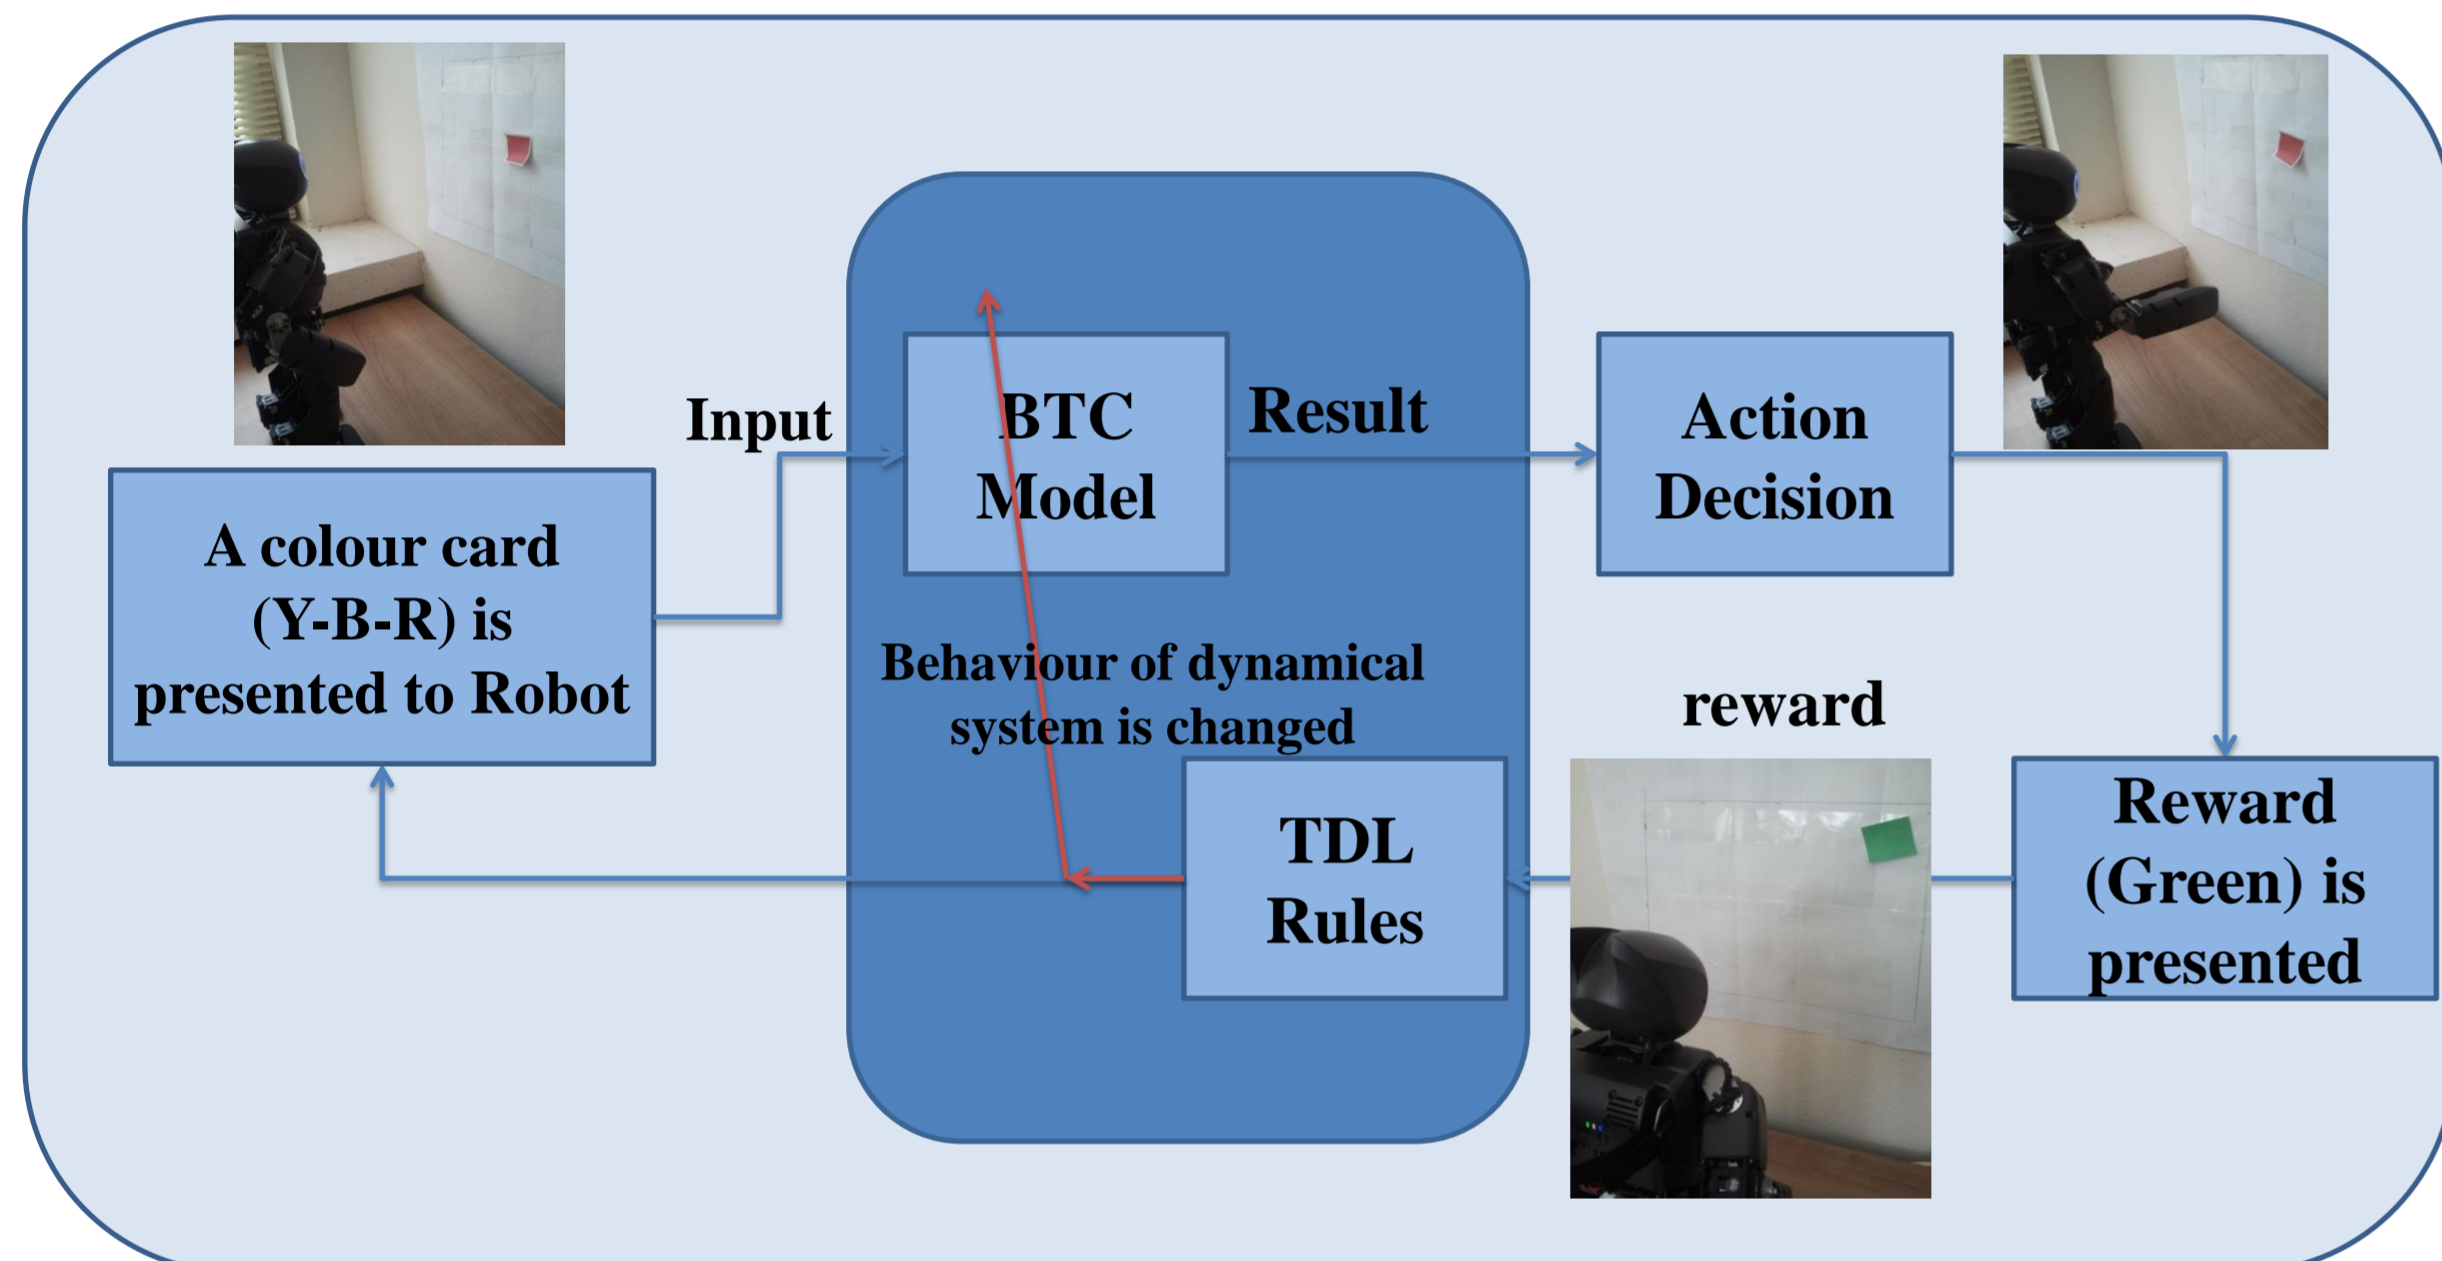 A colour card
(Y-B-R) is
presented to Robot
Input
BTC
Model
Result
Action
Decision
Behaviour of dynamical
system is changed
reward
TDL
Rules
Reward
(Green) is
presented